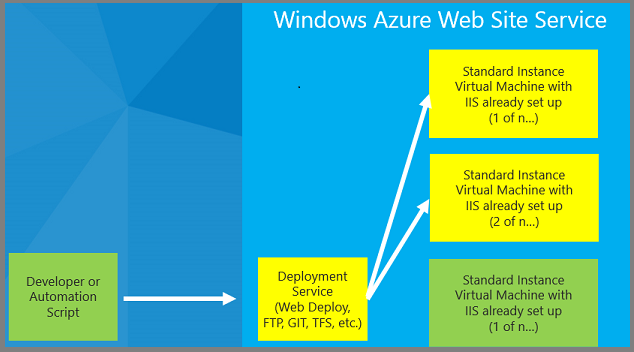 Windows Azure Web Site Service
Standard Instance
Virtual Machine with
IIS already set up
(1 of n...)
Standard Instance
Virtual Machine with
IIS already set up
(2 of n...)
Developer or
Automation
Script
Deployment
Service
(Web Deploy,
FTP, GIT, TFS, etc.)
Standard Instance
Virtual Machine with
IIS already set up
(1 of n...)